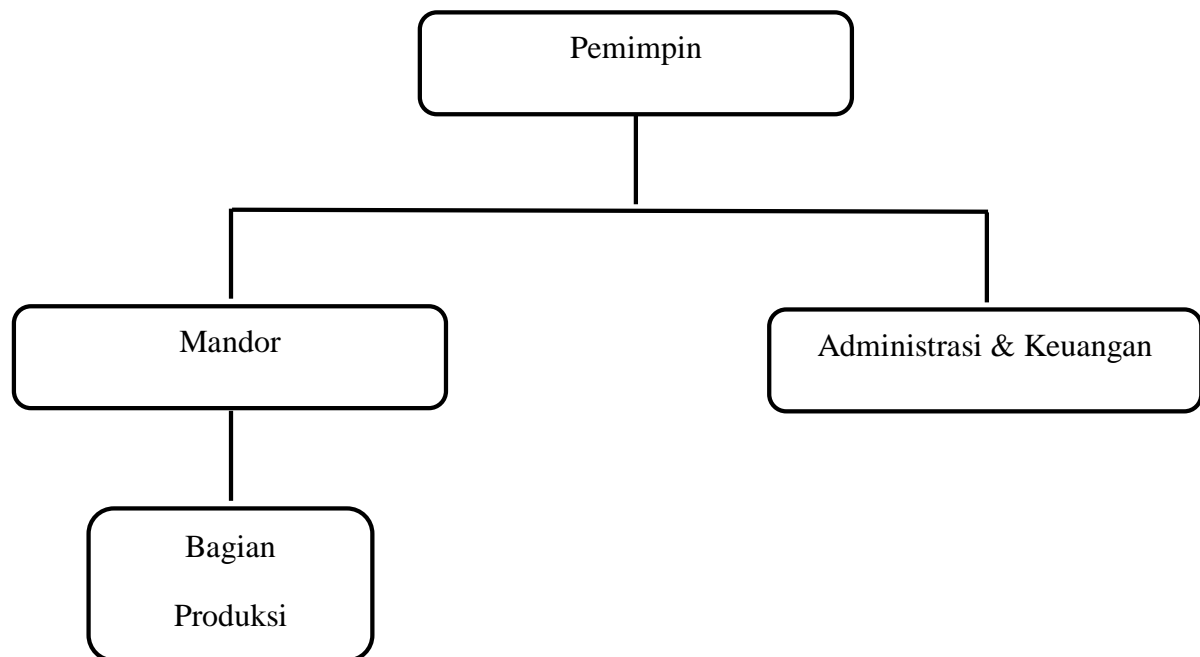 Pemimpin
Mandor
Administrasi & Keuangan
Bagian
Produksi